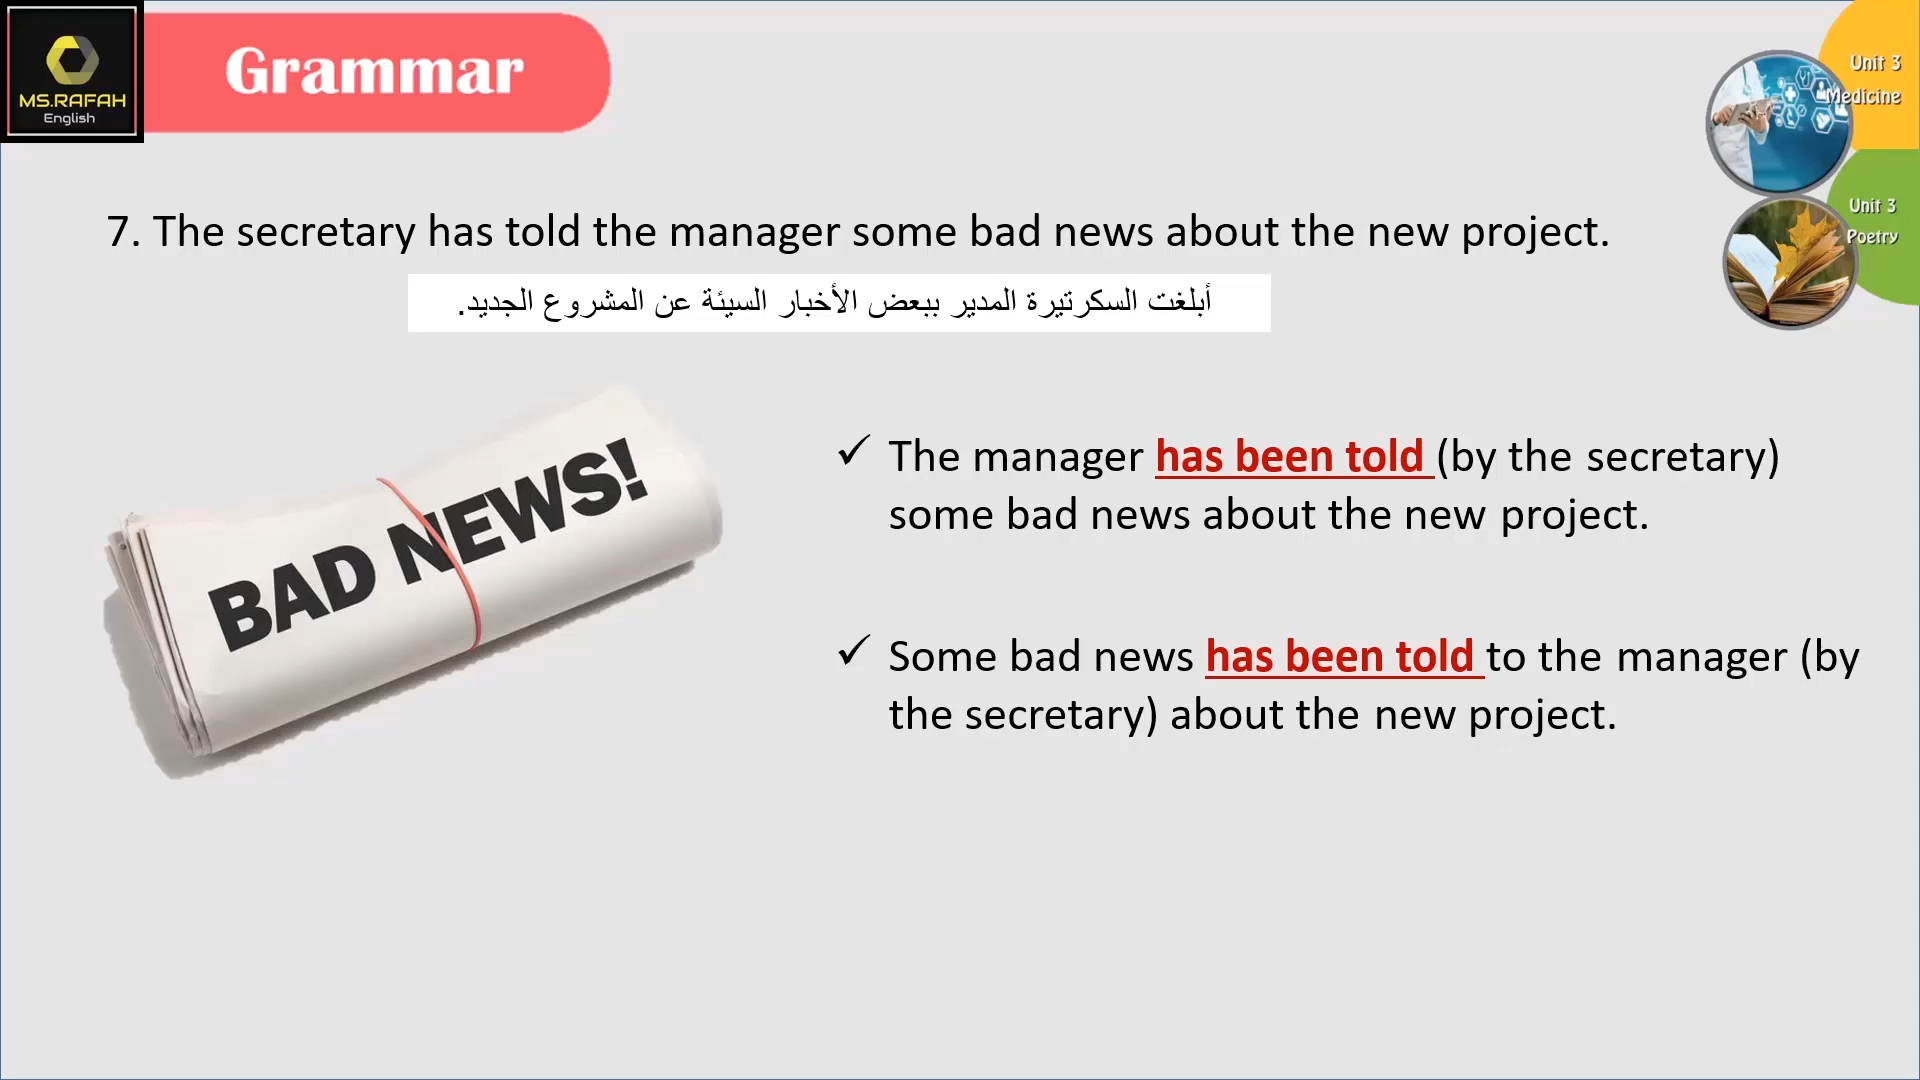 MS.RAFAH
English
Grammar
Unit 3
Medicine
Unit 3
Poetry
7. The secretary has told the manager some bad news about the new project.
أبلغت السكرتيرة المدير ببعض الأخبار السيئة عن المشروع الجديد.
BAD NEWS!
✓ The manager has been told (by the secretary)
some bad news about the new project.
✓ Some bad news has been told to the manager (by
the secretary) about the new project.